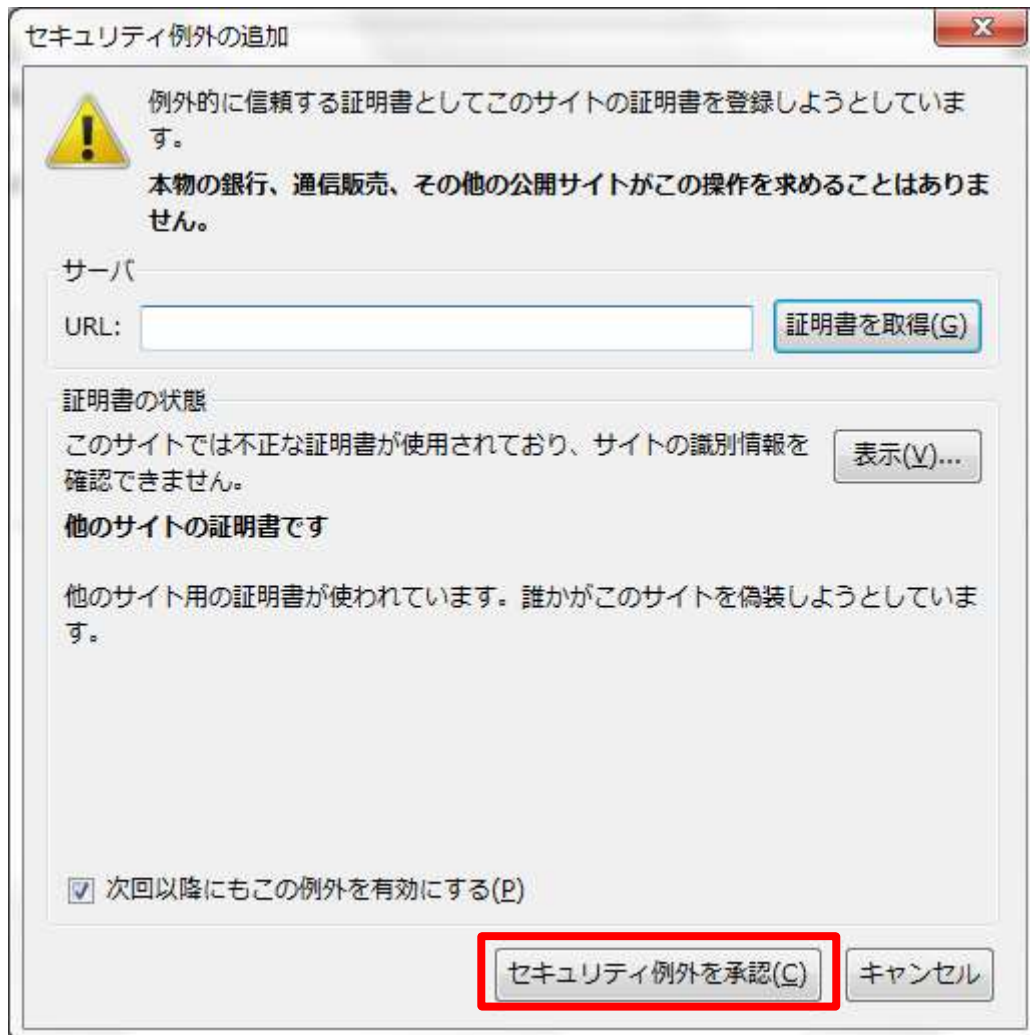 セキュリティ例外の追加
例外的に信頼する証明書としてこのサイトの証明書を登録しようとしていま
す。
本物の銀行、通信販売、その他の公開サイトがこの操作を求めることはありま
せん。
サーバ
URL: 証明書を取得(G)
証明書の状態
このサイトでは不正な証明書が使用されており、サイトの識別情報を
確認できません。
表示(V)...
他のサイトの証明書です
他のサイト用の証明書が使われています。誰かがこのサイトを偽装しようとしていま
す。
次回以降にもこの例外を有効にする(P)
セキュリティ例外を承認(C) キャンセル